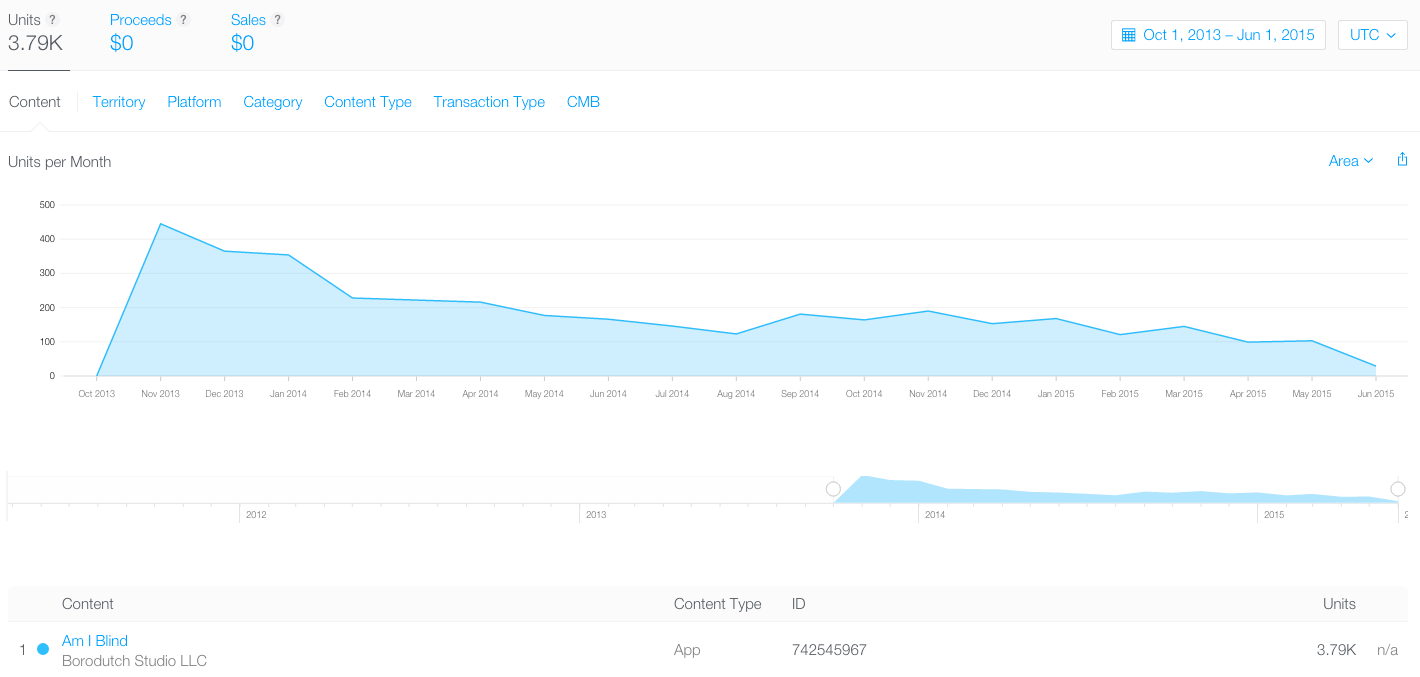 Units ? Proceeds ? Sales ?
3.79K $0 $0
Oct 1, 2013 – Jun 1, 2015 UTC
Content Territory Platform Category Content Type Transaction Type CMB
Units per Month Area
500
400
300
200
100
0
Oct 2013 Nov 2013 Dec 2013 Jan 2014 Feb 2014 Mar 2014 Apr 2014 May 2014 Jun 2014 Jul 2014 Aug 2014 Sep 2014 Oct 2014 Nov 2014 Dec 2014 Jan 2015 Feb 2015 Mar 2015 Apr 2015 May 2015 Jun 2015
2012 2013 2014 2015
Content Content Type ID Units
1 Am I Blind App 742545967 3.79K n/a
Borodutch Studio LLC